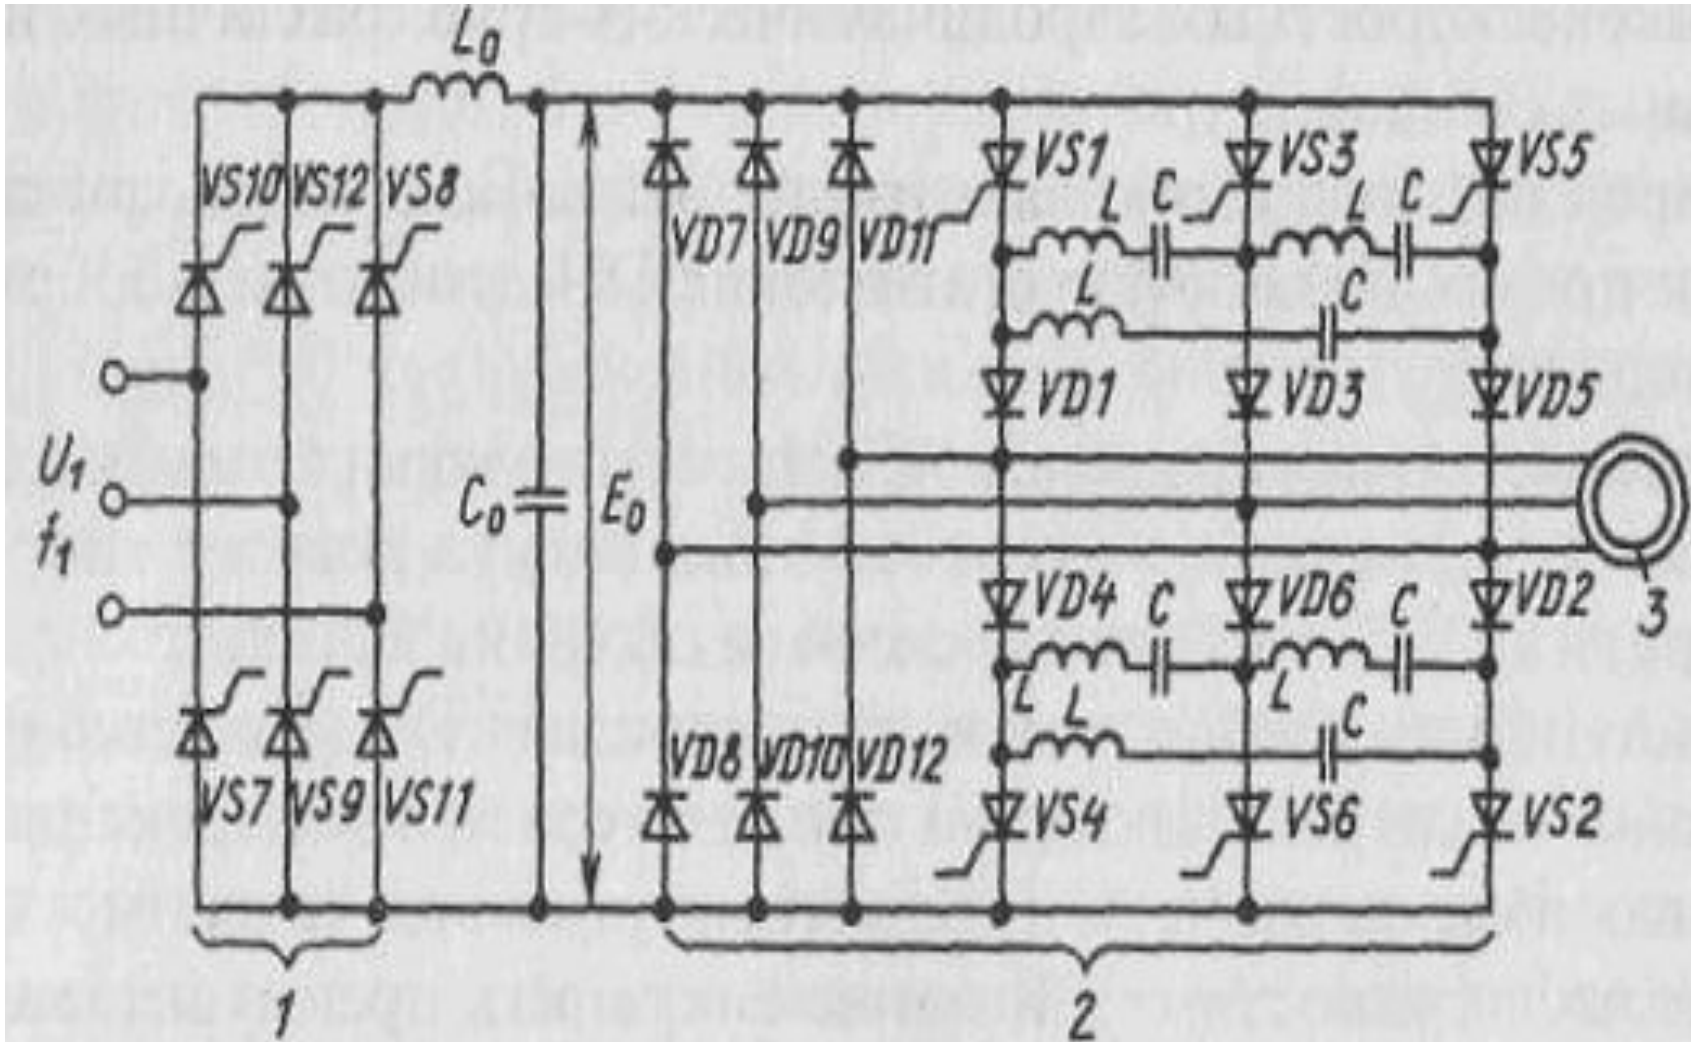 L₀
VS10 VS12 VS8
VD7 VD9 VD11
VS1 VS3 VS5
L C L C
L C
VD1 VD3 VD5
U₁
f₁
C₀ E₀
VD4 C VD6 C VD2
3
L L L C
VS7 VS9 VS11
VD8 VD10 VD12
VS4 VS6 VS2
1 2